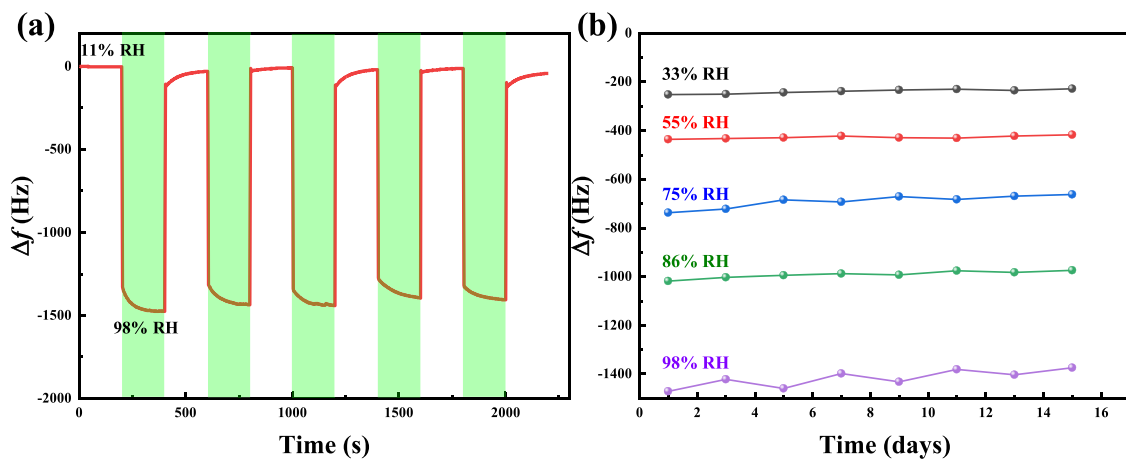 (a)
11% RH
98% RH
0
-500
-1000
-1500
-2000
Δf (Hz)
0
500
1000
1500
2000
Time (s)
(b)
33% RH
55% RH
75% RH
86% RH
98% RH
0
-200
-400
-600
-800
-1000
-1200
-1400
Δf (Hz)
0
2
4
6
8
10
12
14
16
Time (days)